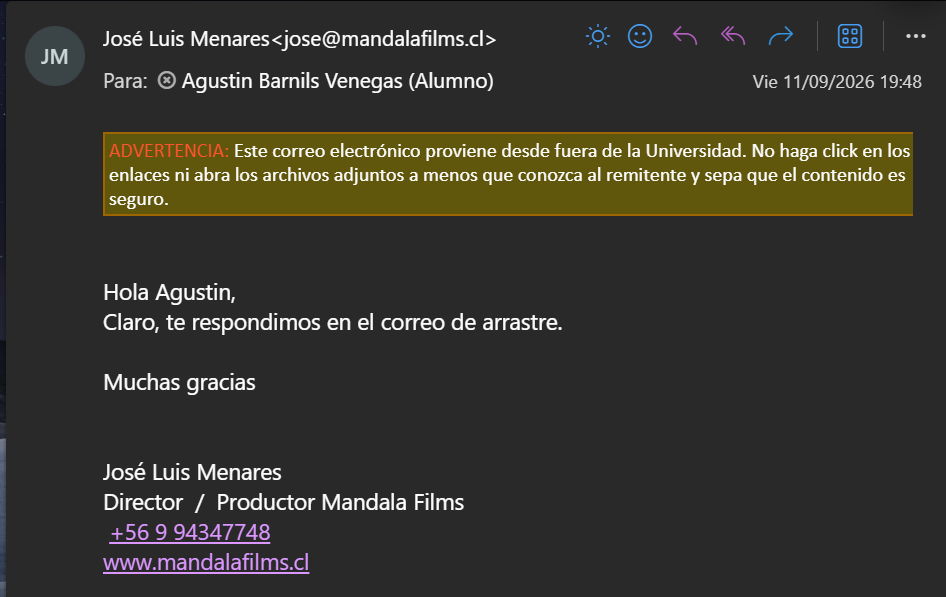 José Luis Menares<jose@mandalafilms.cl>
JM
Para: Agustin Barnils Venegas (Alumno)
Vie 11/09/2026 19:48
ADVERTENCIA: Este correo electrónico proviene desde fuera de la Universidad. No haga click en los
enlaces ni abra los archivos adjuntos a menos que conozca al remitente y sepa que el contenido es
seguro.
Hola Agustin,
Claro, te respondimos en el correo de arrastre.
Muchas gracias
José Luis Menares
Director / Productor Mandala Films
+56 9 94347748
www.mandalafilms.cl